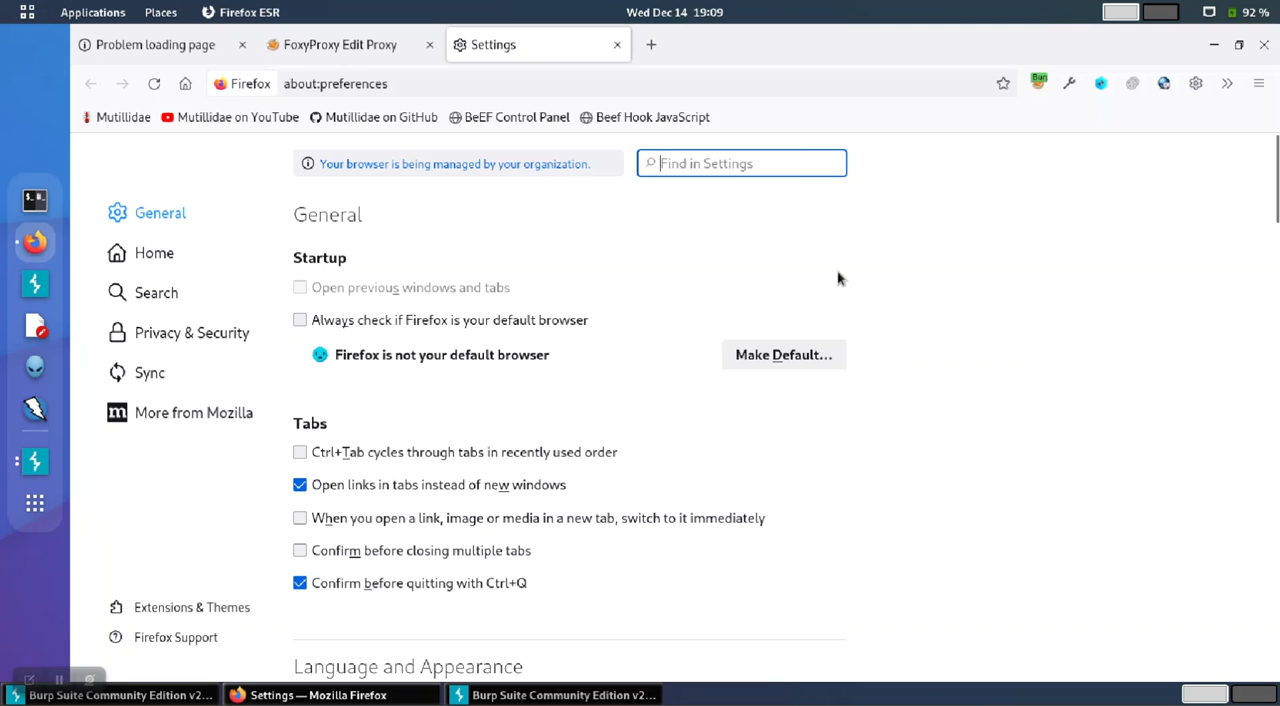 Applications Places Firefox ESR Wed Dec 14 19:09 92 %
Problem loading page FoxyProxy Edit Proxy Settings
Firefox about:preferences
Mutillidae Mutillidae on YouTube Mutillidae on GitHub BeEF Control Panel Beef Hook JavaScript
Your browser is being managed by your organization. Find in Settings
General
Home
Search
Privacy & Security
Sync
More from Mozilla
Extensions & Themes
Firefox Support
General
Startup
Open previous windows and tabs
Always check if Firefox is your default browser
Firefox is not your default browser Make Default...
Tabs
Ctrl+Tab cycles through tabs in recently used order
Open links in tabs instead of new windows
When you open a link, image or media in a new tab, switch to it immediately
Confirm before closing multiple tabs
Confirm before quitting with Ctrl+Q
Language and Appearance
Burp Suite Community Edition v2... Settings — Mozilla Firefox Burp Suite Community Edition v2...